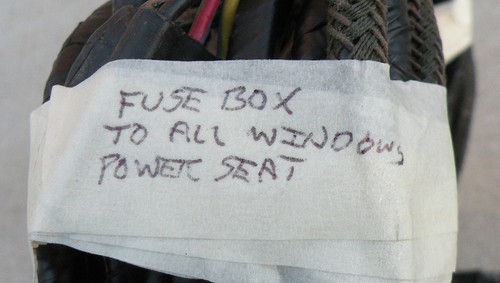 FUSE BOX
TO ALL WINDOWS
POWER SEAT